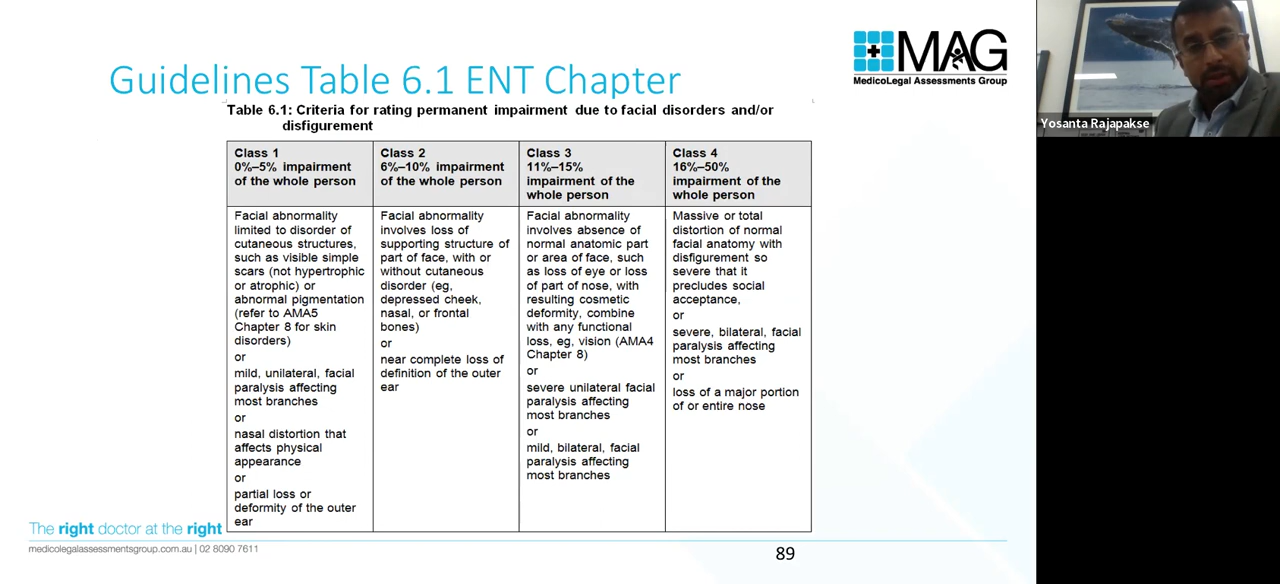 MAG
MedicoLegal Assessments Group
Yosanta Rajapakse
Guidelines Table 6.1 ENT Chapter
Table 6.1: Criteria for rating permanent impairment due to facial disorders and/or
disfigurement
Class 1
0%–5% impairment
of the whole person
Class 2
6%–10% impairment
of the whole person
Class 3
11%–15%
impairment of the
whole person
Class 4
16%–50%
impairment of the
whole person
Facial abnormality
limited to disorder of
cutaneous structures,
such as visible simple
scars (not hypertrophic
or atrophic) or
abnormal pigmentation
(refer to AMA5
Chapter 8 for skin
disorders)
or
mild, unilateral, facial
paralysis affecting
most branches
or
nasal distortion that
affects physical
appearance
or
partial loss or
deformity of the outer
ear
Facial abnormality
involves loss of
supporting structure of
part of face, with or
without cutaneous
disorder (eg,
depressed cheek,
nasal, or frontal
bones)
or
near complete loss of
definition of the outer
ear
Facial abnormality
involves absence of
normal anatomic part
or area of face, such
as loss of eye or loss
of part of nose, with
resulting cosmetic
deformity, combine
with any functional
loss, eg, vision (AMA4
Chapter 8)
or
severe unilateral facial
paralysis affecting
most branches
or
mild, bilateral, facial
paralysis affecting
most branches
Massive or total
distortion of normal
facial anatomy with
disfigurement so
severe that it
precludes social
acceptance,
or
severe, bilateral, facial
paralysis affecting
most branches
or
loss of a major portion
of or entire nose
The right doctor at the right
medicolegalassessmentsgroup.com.au | 02 8090 7611
89